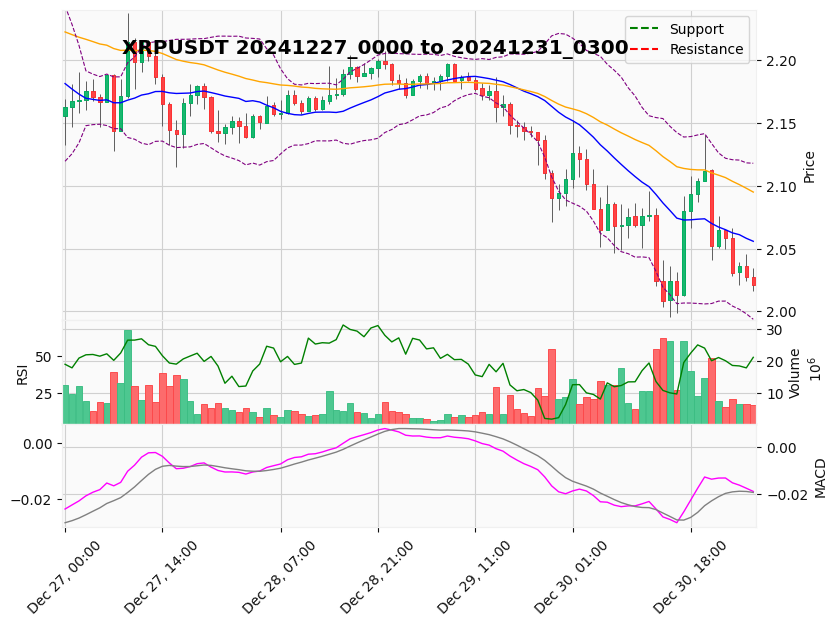 XRPUSDT 20241227_0000 to 20241231_0300
Support
Resistance
2.20
2.15
2.10
2.05
2.00
Price
50
25
RSI
30
20
10
Volume
10^6
0.00
−0.02
0.00
−0.02
MACD
Dec 27, 00:00
Dec 27, 14:00
Dec 28, 07:00
Dec 28, 21:00
Dec 29, 11:00
Dec 30, 01:00
Dec 30, 18:00